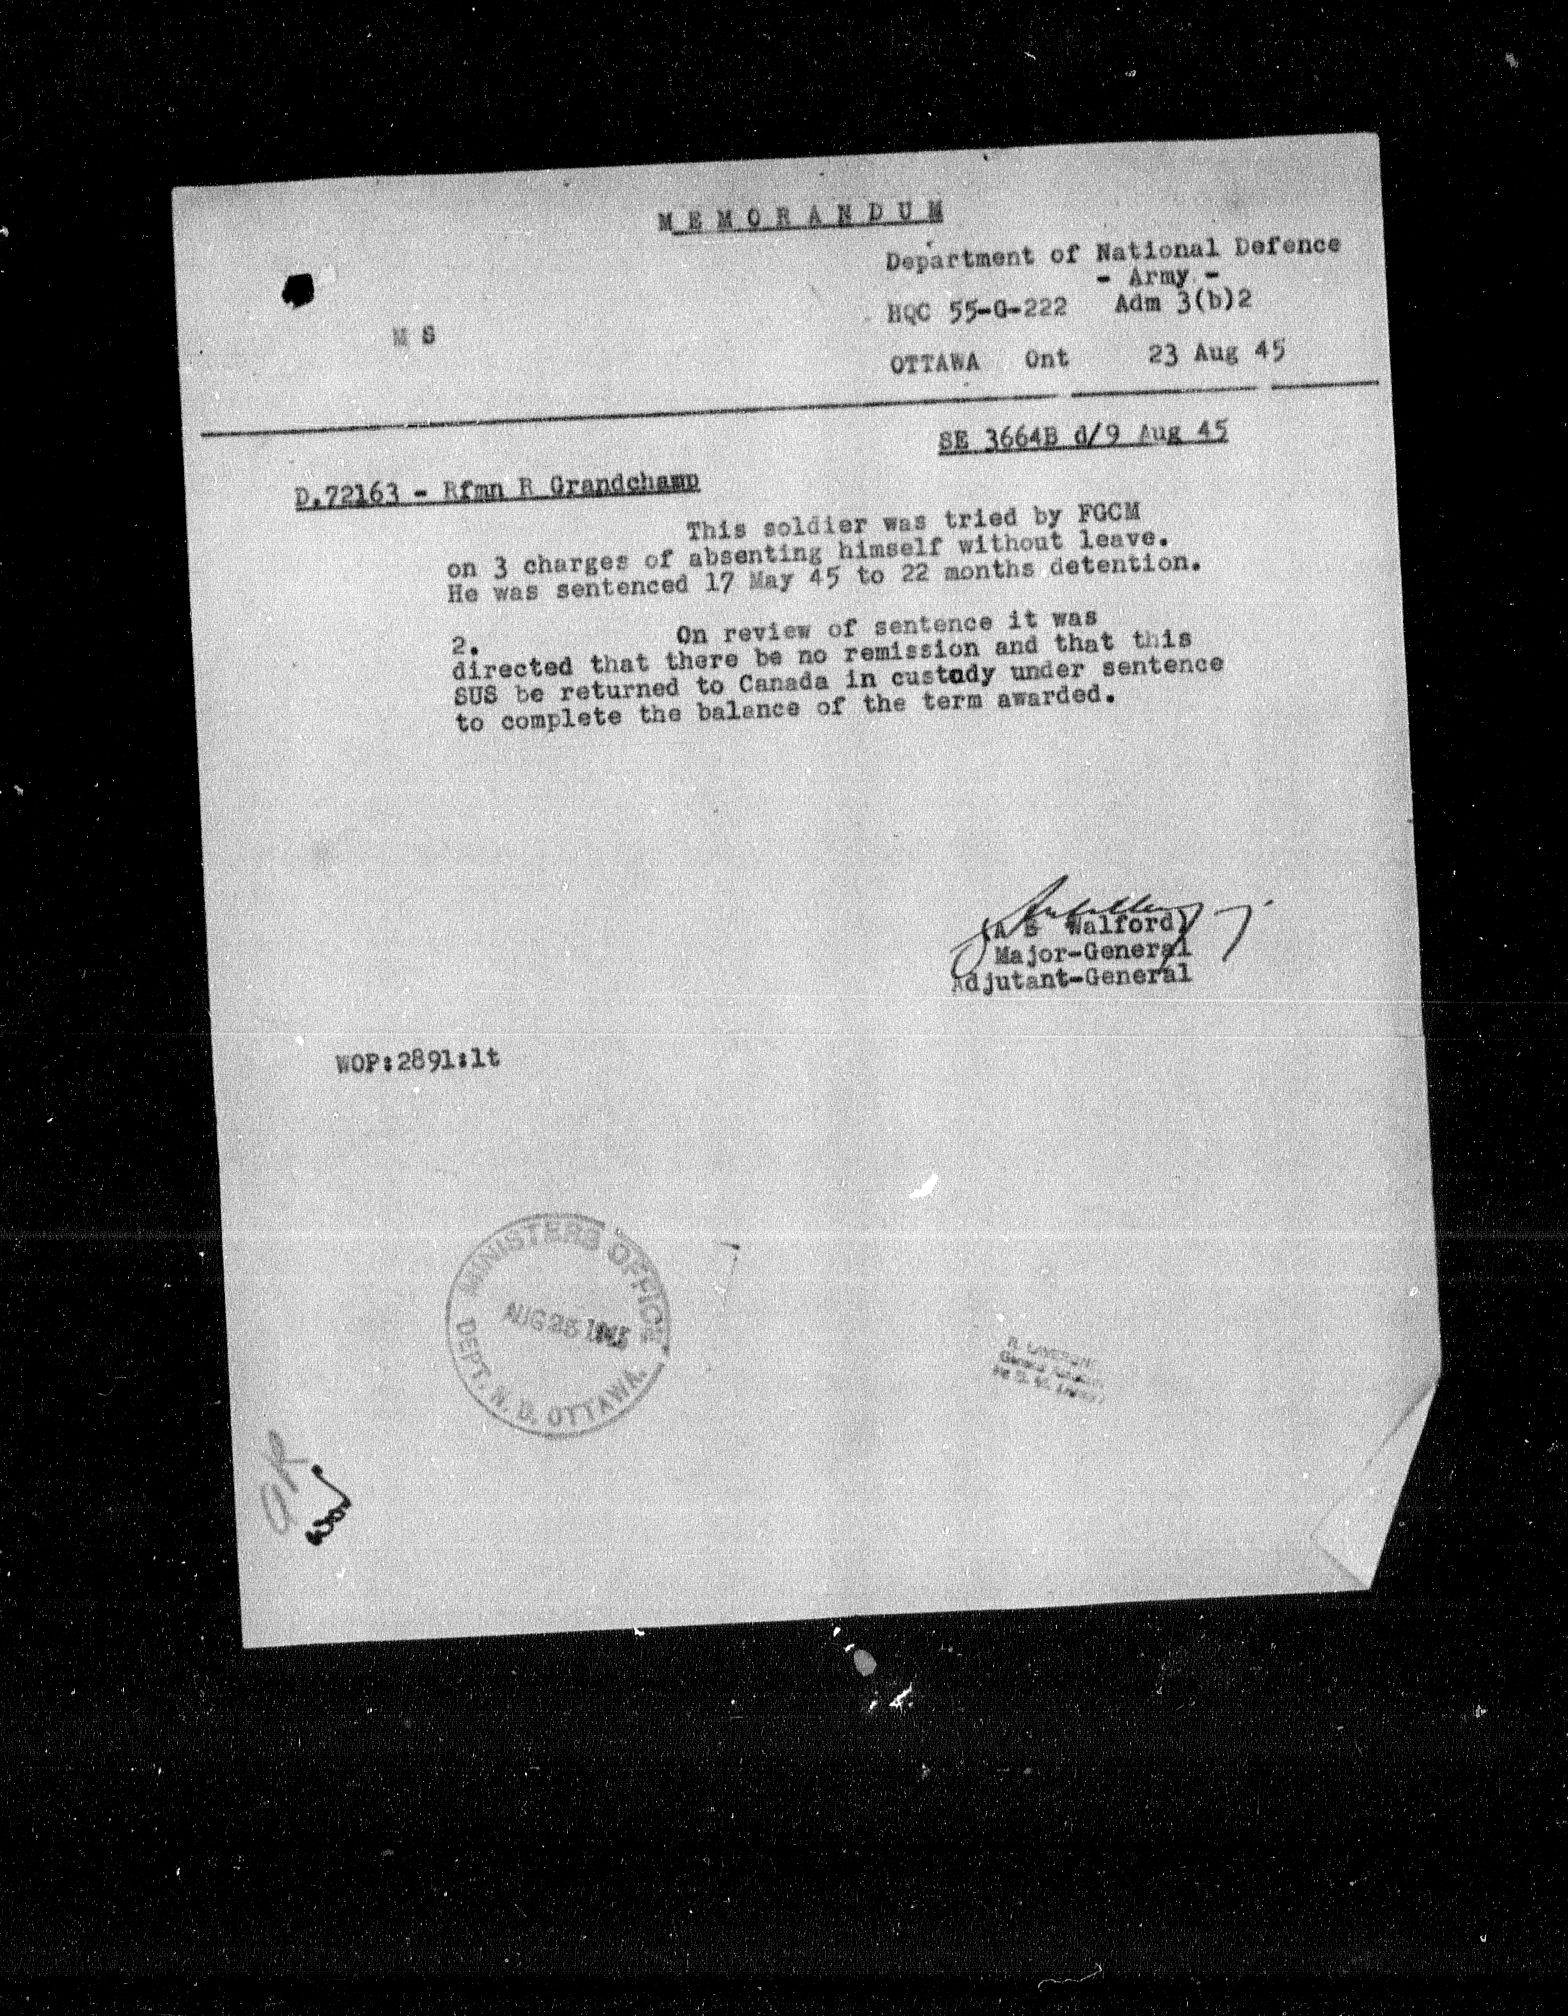 MEMORANDUM
Department of National Defence
- Army -
HQC 55-G-222 Adm 3(b)2
M S
OTTAWA Ont 23 Aug 45
SE 3664B d/9 Aug 45
D.72163 - Rfmn R Grandchamp
This soldier was tried by FGCM
on 3 charges of absenting himself without leave.
He was sentenced 17 May 45 to 22 months detention.
2. On review of sentence it was
directed that there be no remission and that this
SUS be returned to Canada in custody under sentence
to complete the balance of the term awarded.
(A E Walford)
Major-General
Adjutant-General
WOP:2891:lt
MINISTERS OFFICE
AUG 25 1945
DEPT. N. D. OTTAWA.